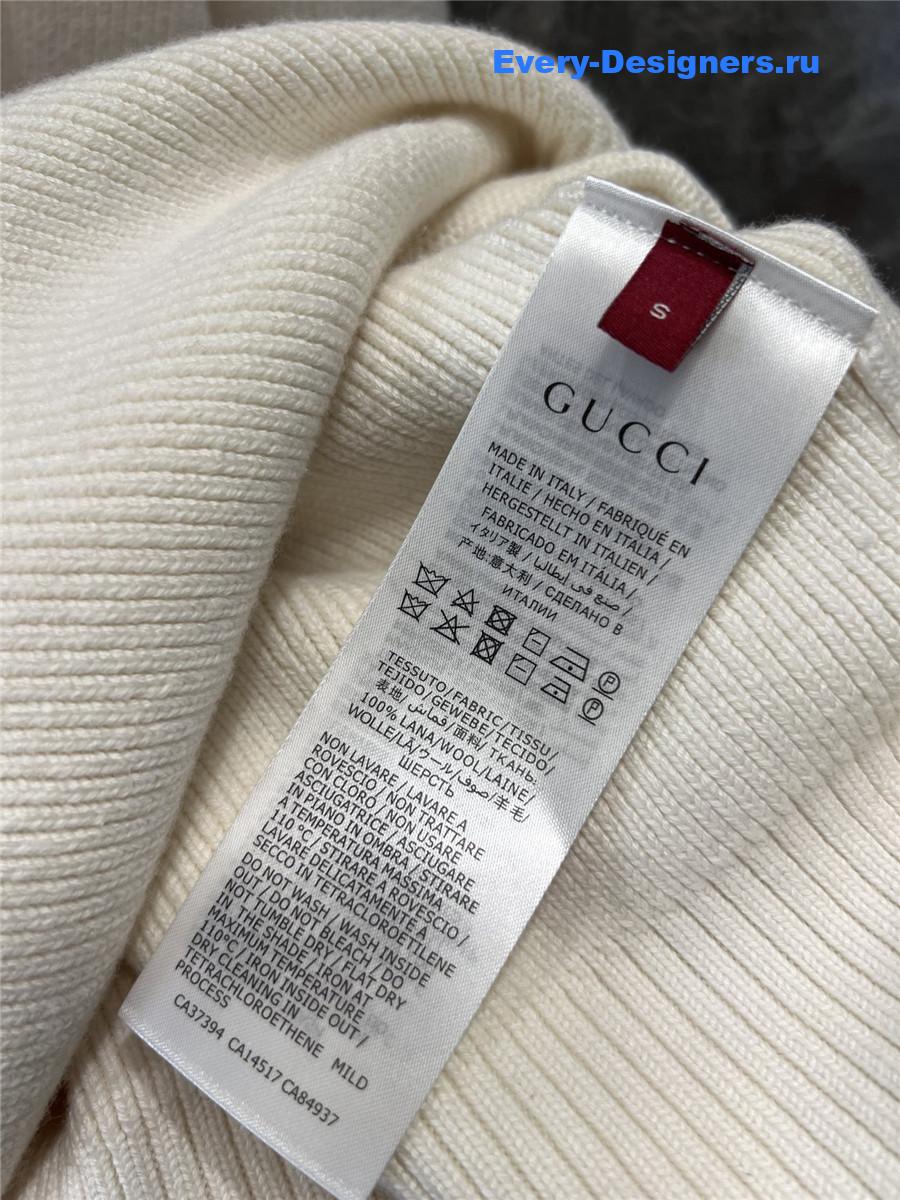 Every-Designers.ru
S
GUCCI
MADE IN ITALY / FABRIQUÉ EN
ITALIE / HECHO EN ITALIA /
HERGESTELLT IN ITALIEN /
FABRICADO EM ITÁLIA /
イタリア製 / صنع في ايطاليا /
产地:意大利 / СДЕЛАНО В
ИТАЛИИ
P
P
TESSUTO/FABRIC/TISSU/
TEJIDO/GEWEBE/TECIDO/
表地/قماش/面料/ТКАНЬ
100% LANA/WOOL/LAINE/
WOLLE/LÃ/ウール/صوف/羊毛/
ШЕРСТЬ
NON LAVARE / LAVARE A
ROVESCIO / NON TRATTARE
CON CLORO / NON USARE
ASCIUGATRICE / ASCIUGARE
IN PIANO IN OMBRA / STIRARE
A TEMPERATURA MASSIMA
110 °C / STIRARE A ROVESCIO /
LAVARE DELICATAMENTE A
SECCO IN TETRACLOROETILENE
DO NOT WASH / WASH INSIDE
OUT / DO NOT BLEACH / DO
NOT TUMBLE DRY / FLAT DRY
IN THE SHADE / IRON AT
MAXIMUM TEMPERATURE
110°C / IRON INSIDE OUT /
DRY CLEANING IN
TETRACHLOROETHENE MILD
PROCESS
CA37394 CA14517 CA84937